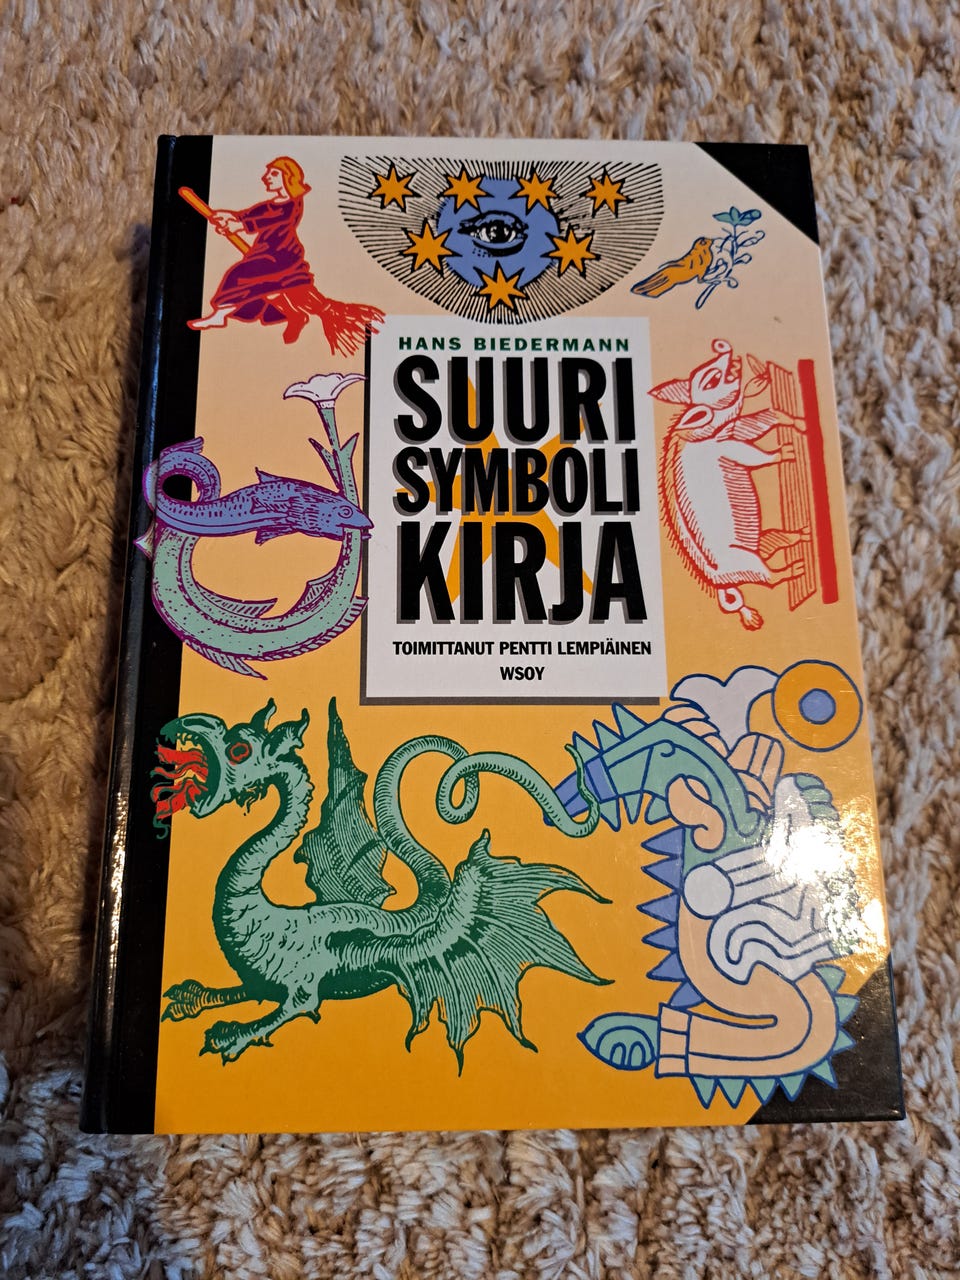 HANS BIEDERMANN
SUURI
SYMBOLI
KIRJA
TOIMITTANUT PENTTI LEMPIÄINEN
WSOY